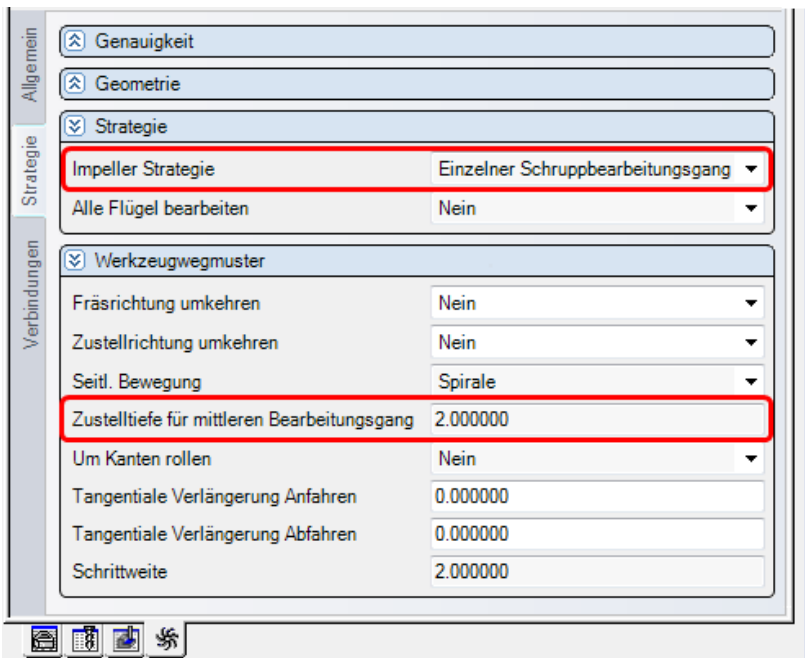 Allgemein
Strategie
Verbindungen
Genauigkeit
Geometrie
Strategie
Impeller Strategie Einzelner Schruppbearbeitungsgang
Alle Flügel bearbeiten Nein
Werkzeugwegmuster
Fräsrichtung umkehren Nein
Zustellrichtung umkehren Nein
Seitl. Bewegung Spirale
Zustelltiefe für mittleren Bearbeitungsgang 2.000000
Um Kanten rollen Nein
Tangentiale Verlängerung Anfahren 0.000000
Tangentiale Verlängerung Abfahren 0.000000
Schrittweite 2.000000